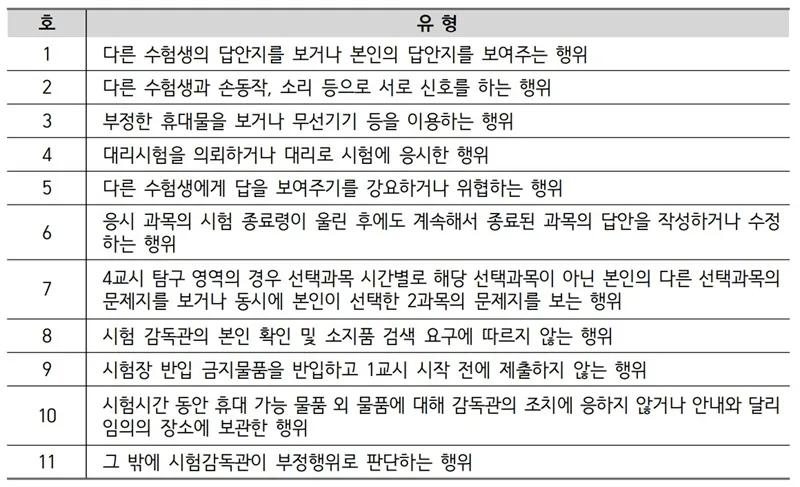 호 유 형
1 다른 수험생의 답안지를 보거나 본인의 답안지를 보여주는 행위
2 다른 수험생과 손동작, 소리 등으로 서로 신호를 하는 행위
3 부정한 휴대물을 보거나 무선기기 등을 이용하는 행위
4 대리시험을 의뢰하거나 대리로 시험에 응시한 행위
5 다른 수험생에게 답을 보여주기를 강요하거나 위협하는 행위
6 응시 과목의 시험 종료령이 울린 후에도 계속해서 종료된 과목의 답안을 작성하거나 수정
하는 행위
7 4교시 탐구 영역의 경우 선택과목 시간별로 해당 선택과목이 아닌 본인의 다른 선택과목의
문제지를 보거나 동시에 본인이 선택한 2과목의 문제지를 보는 행위
8 시험 감독관의 본인 확인 및 소지품 검색 요구에 따르지 않는 행위
9 시험장 반입 금지물품을 반입하고 1교시 시작 전에 제출하지 않는 행위
10 시험시간 동안 휴대 가능 물품 외 물품에 대해 감독관의 조치에 응하지 않거나 안내와 달리
임의의 장소에 보관한 행위
11 그 밖에 시험감독관이 부정행위로 판단하는 행위